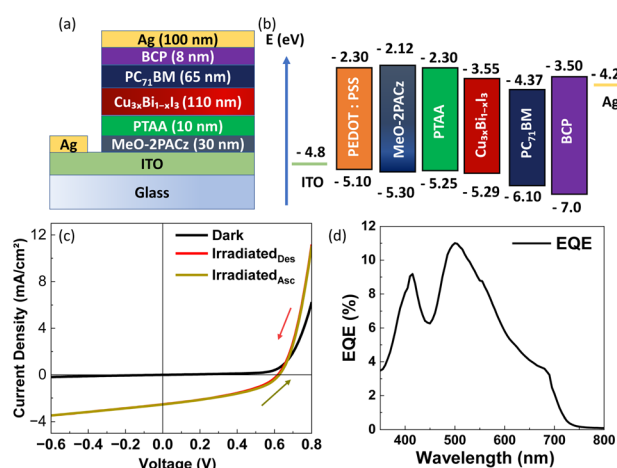 (a)
Ag (100 nm)
BCP (8 nm)
PC71BM (65 nm)
Cu3xBi1−xI3 (110 nm)
PTAA (10 nm)
Ag
MeO-2PACz (30 nm)
ITO
Glass
(b)
E (eV)
- 4.8
ITO
- 2.30
PEDOT : PSS
- 5.10
- 2.12
MeO-2PACz
- 5.30
- 2.30
PTAA
- 5.25
- 3.55
Cu3xBi1−xI3
- 5.29
- 4.37
PC71BM
- 6.10
- 3.50
BCP
- 7.0
- 4.2
Ag
(c)
Dark
IrradiatedDes
IrradiatedAsc
Current Density (mA/cm²)
12
8
4
0
−4
−0.6 −0.4 −0.2 0.0 0.2 0.4 0.6 0.8
Voltage (V)
(d)
EQE
EQE (%)
12
10
8
6
4
2
0
400 500 600 700 800
Wavelength (nm)